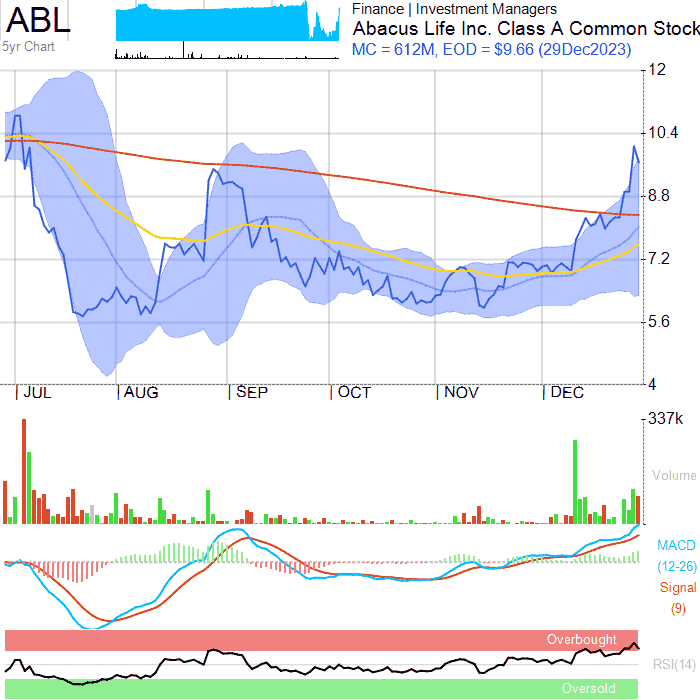 ABL
5yr Chart
Finance | Investment Managers
Abacus Life Inc. Class A Common Stock
MC = 612M, EOD = $9.66 (29Dec2023)
12
10.4
8.8
7.2
5.6
4
JUL AUG SEP OCT NOV DEC
337k
Volume
MACD
(12-26)
Signal
(9)
Overbought
RSI(14)
Oversold